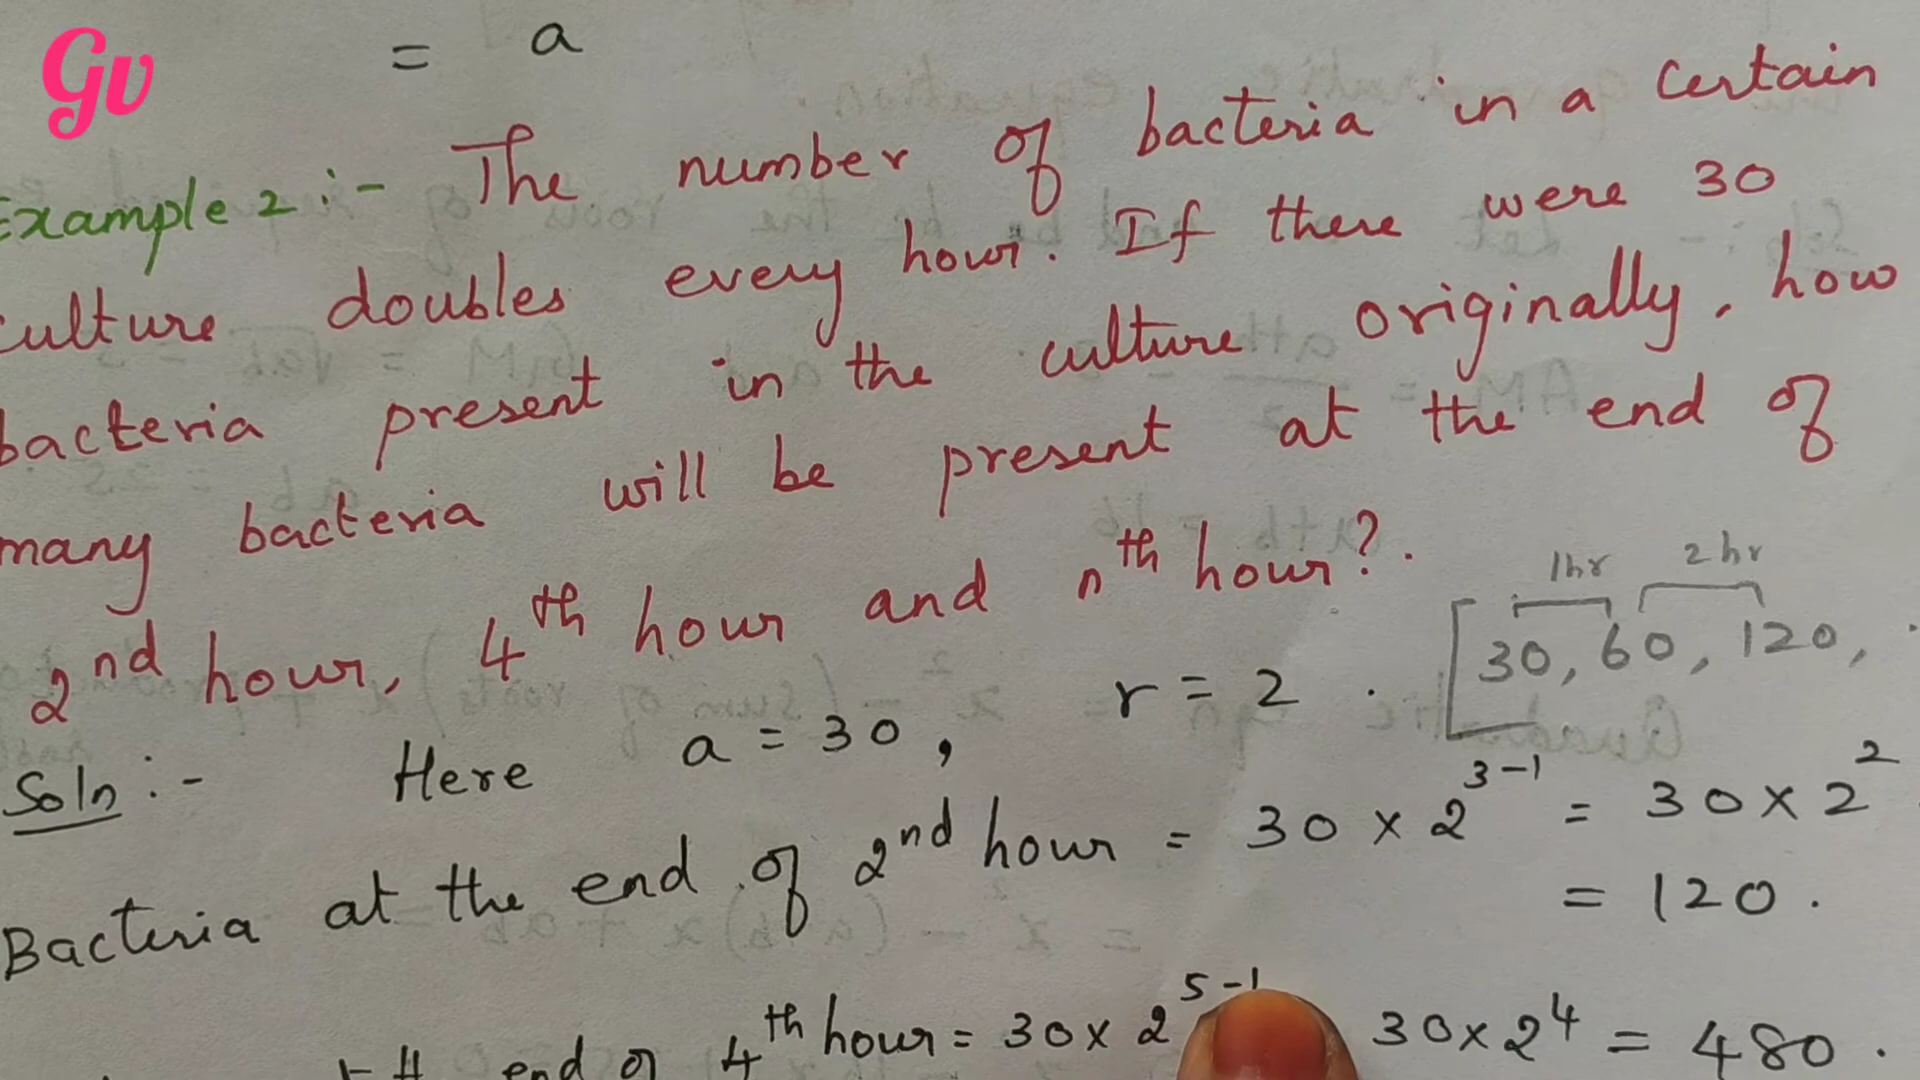 Gv
= a
Example 2 :- The number of bacteria in a certain
culture doubles every hour. If there were 30
bacteria present in the culture originally, how
many bacteria will be present at the end of
2nd hour, 4th hour and nth hour?.
1hr 2hr
Soln :- Here a = 30, r = 2 . [30, 60, 120, .
Bacteria at the end of 2nd hour = 30 × 2^3-1 = 30 × 2^2
= 120 .
end of 4th hour = 30 × 2^5-1 30 × 2^4 = 480 .